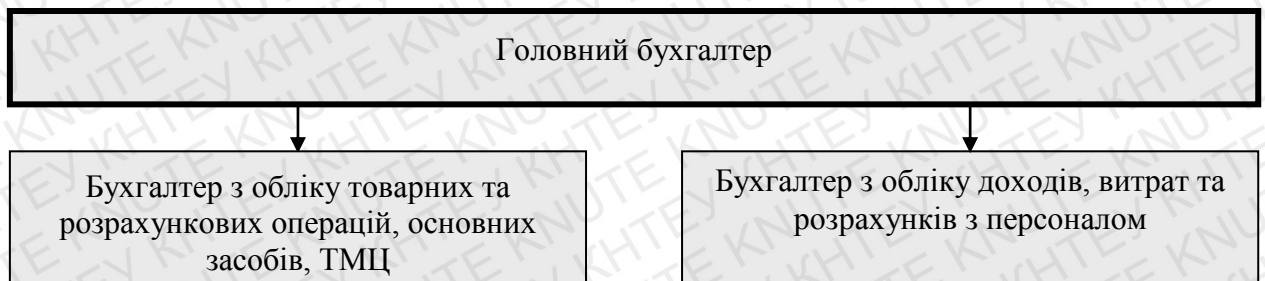 Головний бухгалтер
Бухгалтер з обліку товарних та
розрахункових операцій, основних
засобів, ТМЦ
Бухгалтер з обліку доходів, витрат та
розрахунків з персоналом